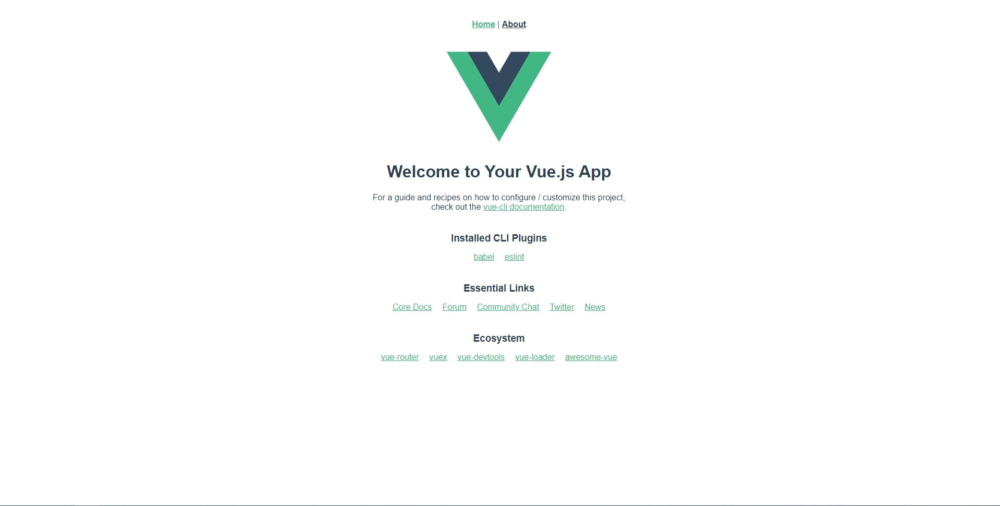 Home | About
Welcome to Your Vue.js App
For a guide and recipes on how to configure / customize this project,
check out the vue-cli documentation.
Installed CLI Plugins
babel eslint
Essential Links
Core Docs Forum Community Chat Twitter News
Ecosystem
vue-router vuex vue-devtools vue-loader awesome-vue